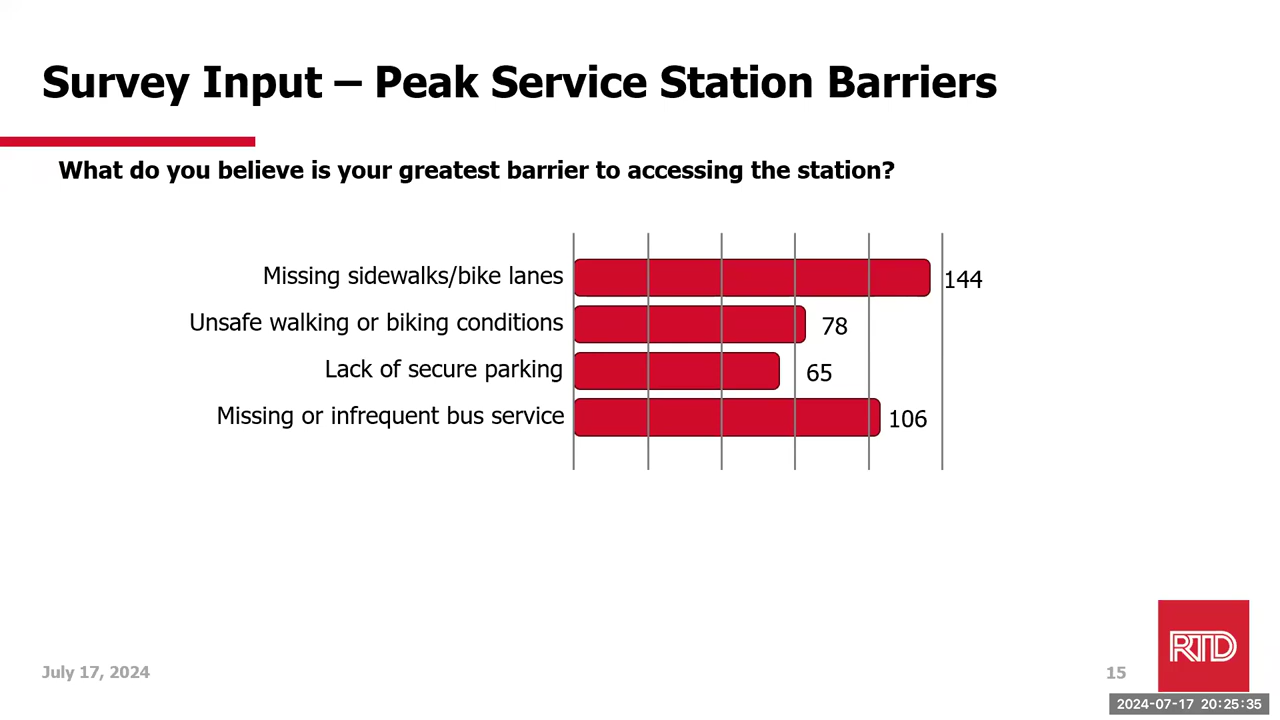 Survey Input – Peak Service Station Barriers
What do you believe is your greatest barrier to accessing the station?
Missing sidewalks/bike lanes 144
Unsafe walking or biking conditions 78
Lack of secure parking 65
Missing or infrequent bus service 106
July 17, 2024
15
RTD
2024-07-17 20:25:35